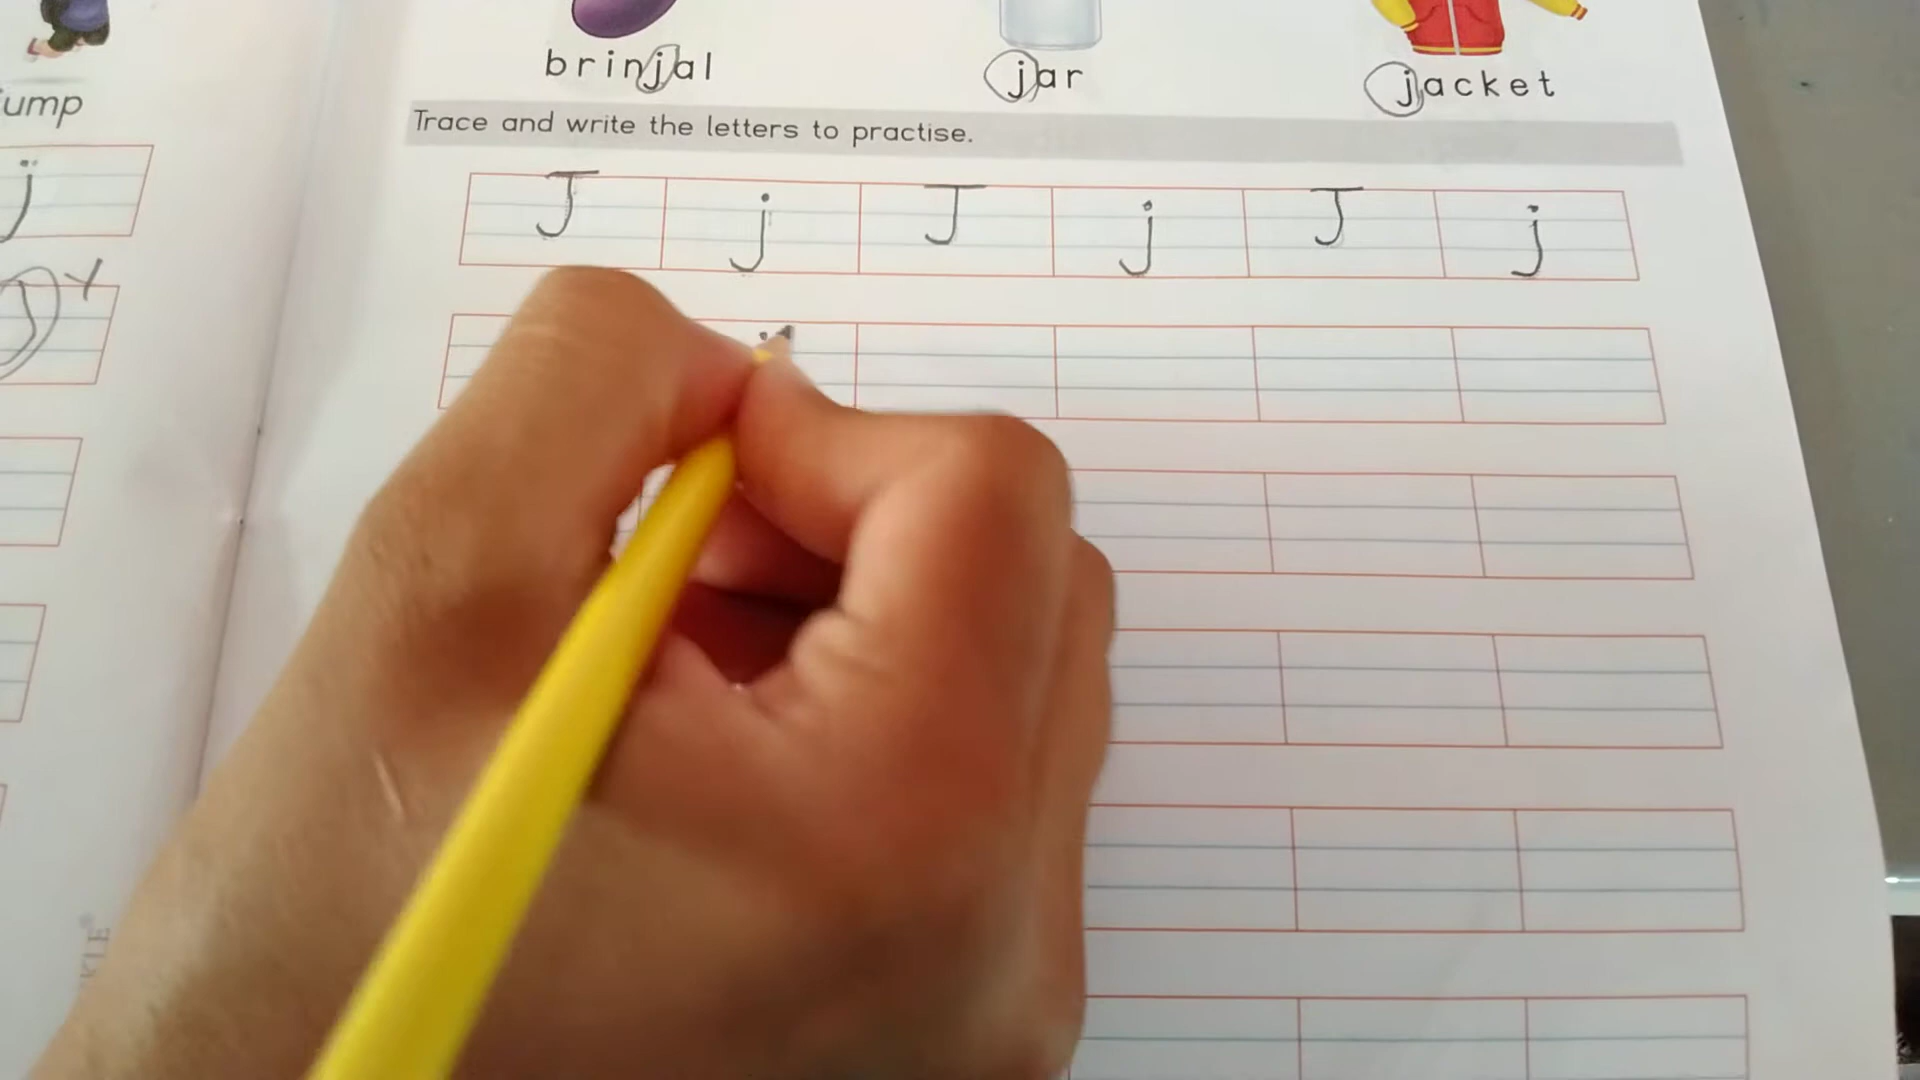 ump
j
brinjal jar jacket
Trace and write the letters to practise.
J j J j J j